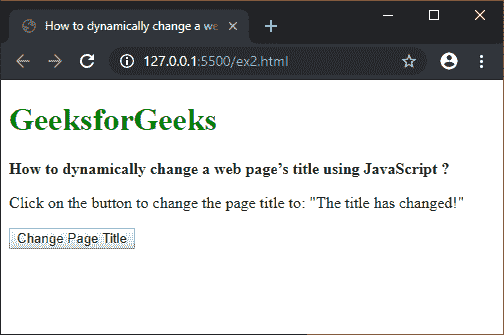 How to dynamically change a we
127.0.0.1:5500/ex2.html
GeeksforGeeks
How to dynamically change a web page’s title using JavaScript ?
Click on the button to change the page title to: "The title has changed!"
Change Page Title